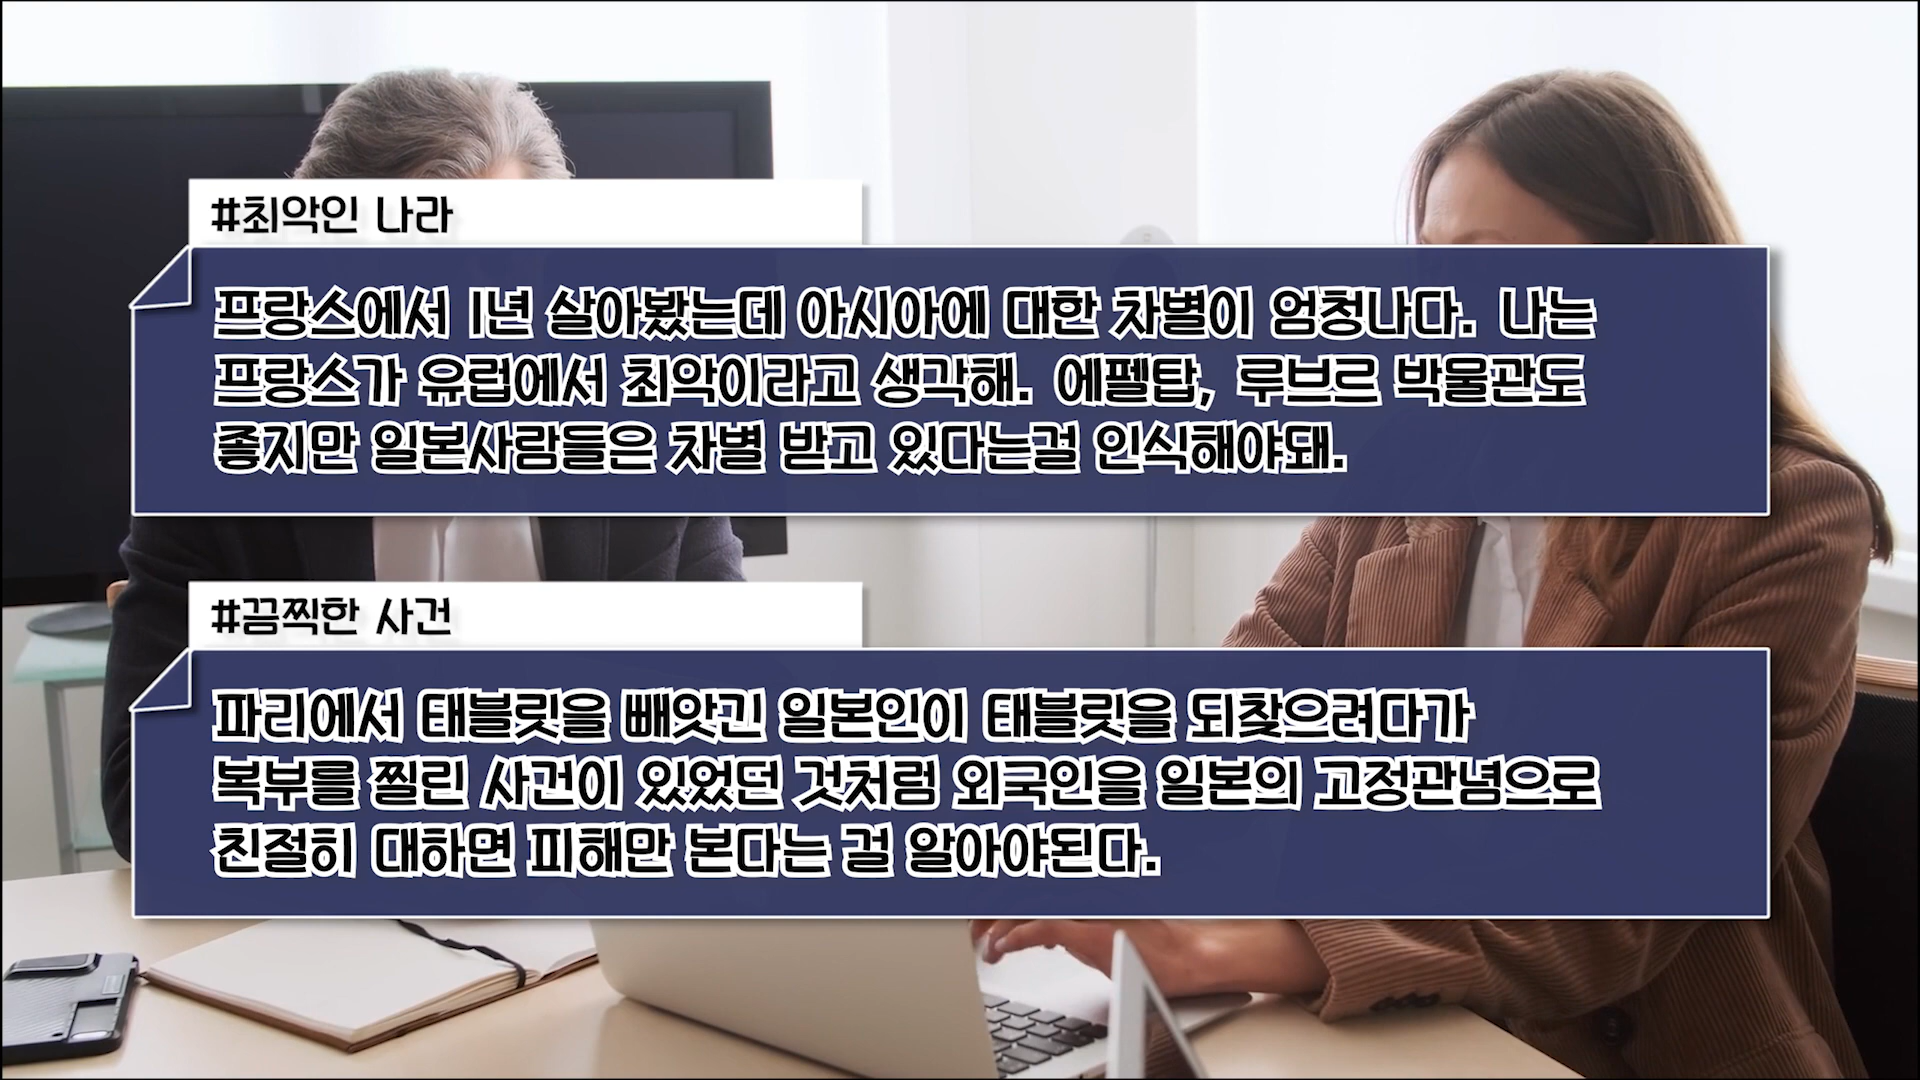 #최악인 나라
프랑스에서 1년 살아봤는데 아시아에 대한 차별이 엄청나다. 나는
프랑스가 유럽에서 최악이라고 생각해. 에펠탑, 루브르 박물관도
좋지만 일본사람들은 차별 받고 있다는걸 인식해야돼.
#끔찍한 사건
파리에서 태블릿을 빼앗긴 일본인이 태블릿을 되찾으려다가
복부를 찔린 사건이 있었던 것처럼 외국인을 일본의 고정관념으로
친절히 대하면 피해만 본다는 걸 알아야된다.